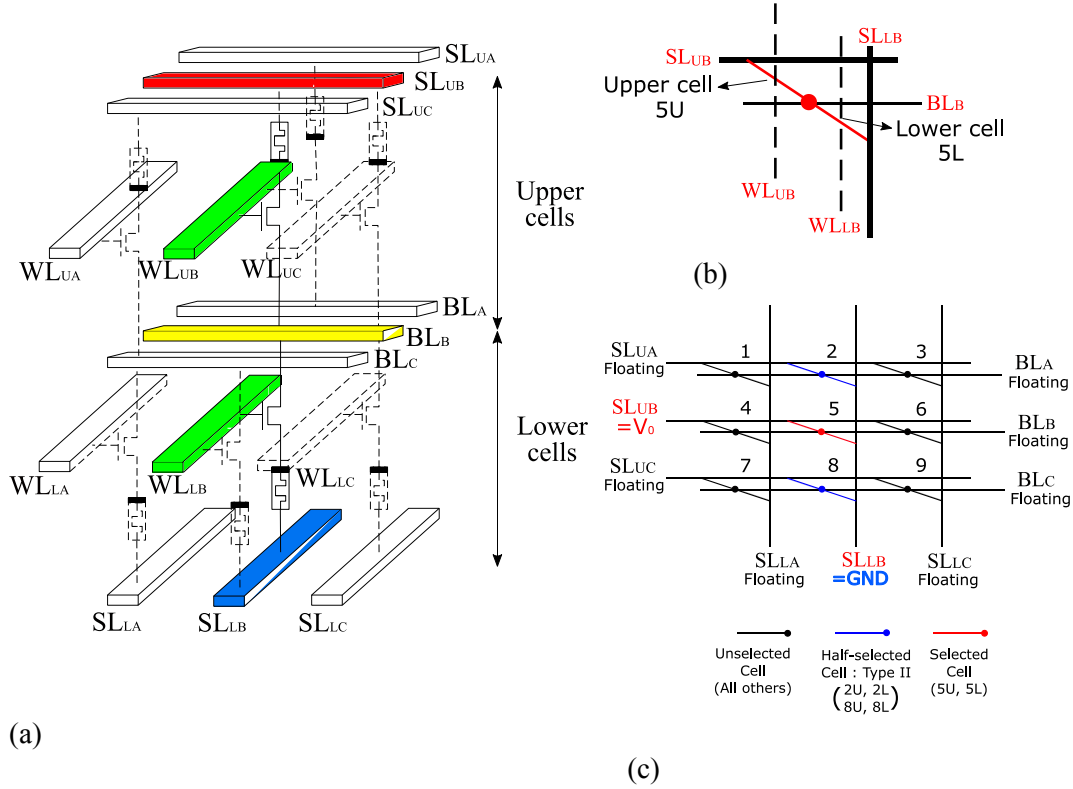 SLUA
SLUB
SLUC
WLUA
WLUB
WLUC
Upper
cells
BLA
BLB
BLC
WLLA
WLLB
WLLC
Lower
cells
SLLA
SLLB
SLLC
(a)
SLLB
SLUB
Upper cell
5U
BLB
Lower cell
5L
WLUB
WLLB
(b)
SLUA
Floating
1
2
3
BLA
Floating
SLUB
=V₀
4
5
6
BLB
Floating
SLUC
Floating
7
8
9
BLC
Floating
SLLA
Floating
SLLB
=GND
SLLC
Floating
Unselected
Cell
(All others)
Half-selected
Cell : Type II
(2U, 2L
8U, 8L)
Selected
Cell
(5U, 5L)
(c)